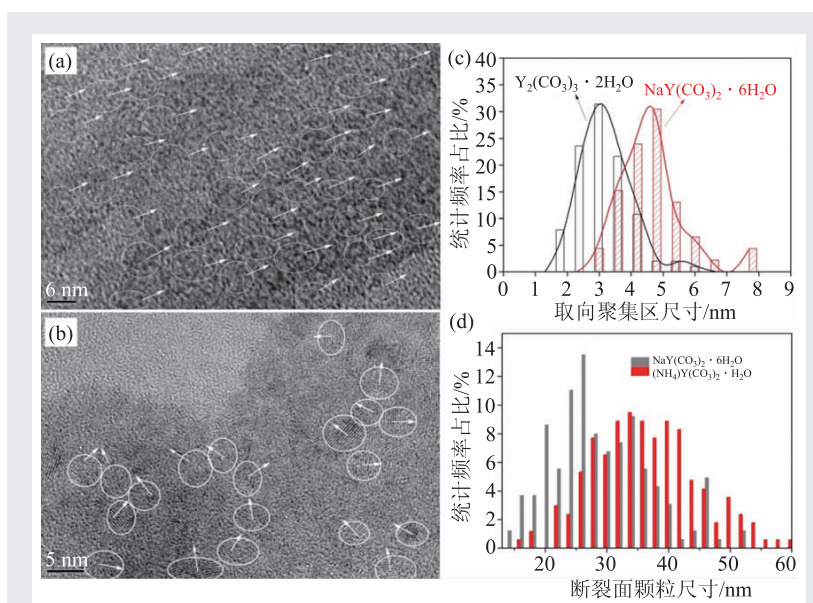 (a)
6 nm
(b)
5 nm
(c)
统计频率占比/%
40
35
30
25
20
15
10
5
0
Y₂(CO₃)₃・2H₂O
NaY(CO₃)₂・6H₂O
0 1 2 3 4 5 6 7 8 9
取向聚集区尺寸/nm
(d)
统计频率占比/%
14
12
10
8
6
4
2
0
NaY(CO₃)₂・6H₂O
(NH₄)Y(CO₃)₂・H₂O
20 30 40 50 60
断裂面颗粒尺寸/nm